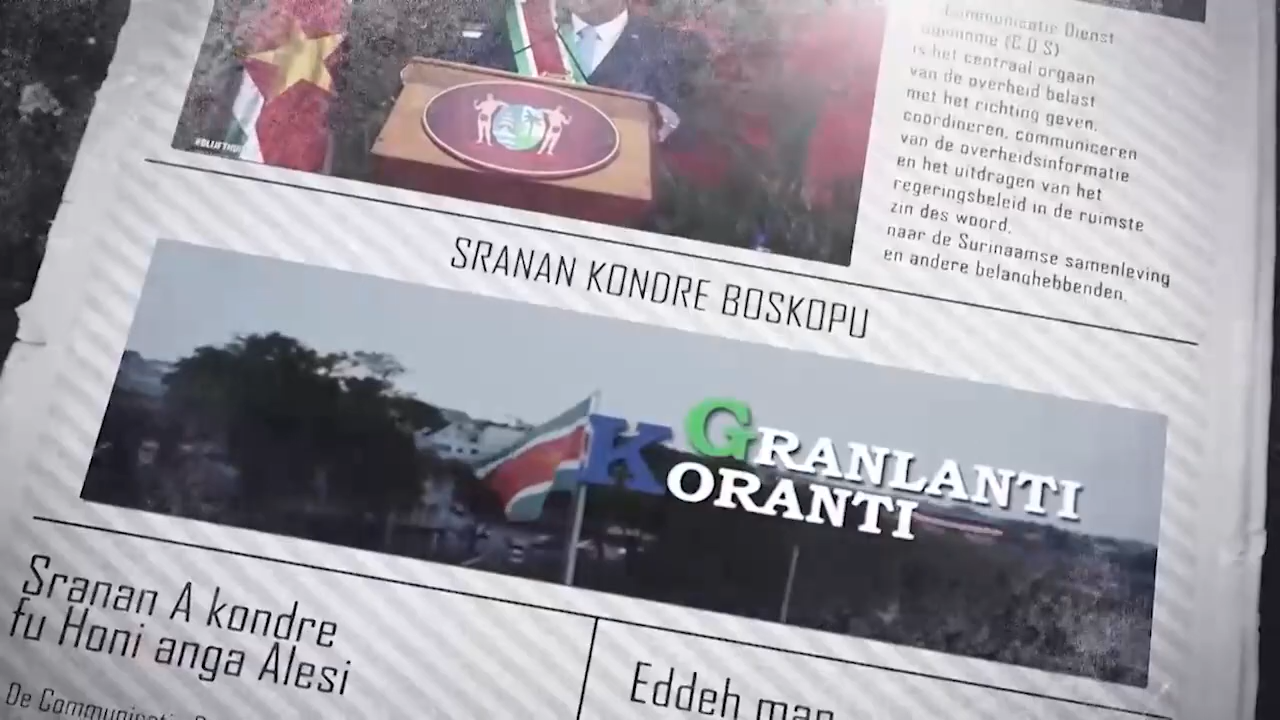 Communicatie Dienst
(C.D.S)
is het centraal orgaan
van de overheid belast
met het richting geven,
coordineren, communiceren
van de overheidsinformatie
en het uitdragen van het
regeringsbeleid in de ruimste
zin des woord.
naar de Surinaamse samenleving
en andere belanghebbenden.
SRANAN KONDRE BOSKOPU
GRANLANTI
KORANTI
Sranan A kondre
fu Honi anga Alesi
De
Eddeh man